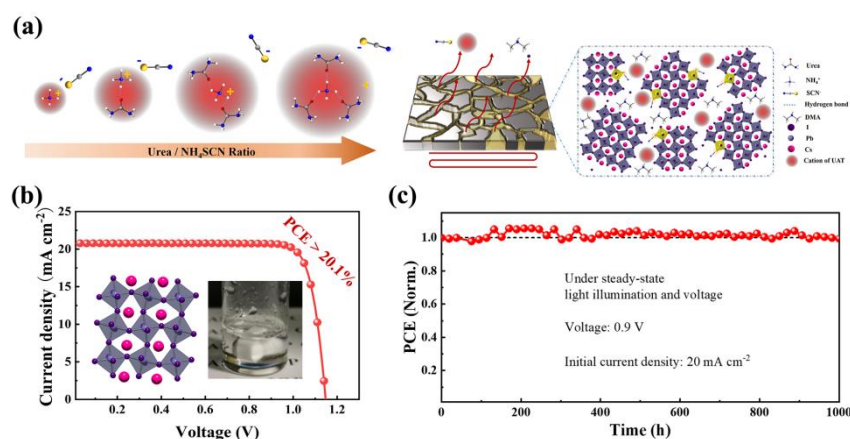 (a)
Urea / NH₄SCN Ratio
Urea
NH₄⁺
SCN⁻
Hydrogen bond
DMA
I
Pb
Cs
Cation of UAT
(b)
Current density (mA cm⁻²)
25
20
15
10
5
0
0.2 0.4 0.6 0.8 1.0 1.2
Voltage (V)
PCE > 20.1%
(c)
PCE (Norm.)
1.0
0.8
0.6
0.4
0.2
0 200 400 600 800 1000
Time (h)
Under steady-state
light illumination and voltage
Voltage: 0.9 V
Initial current density: 20 mA cm⁻²